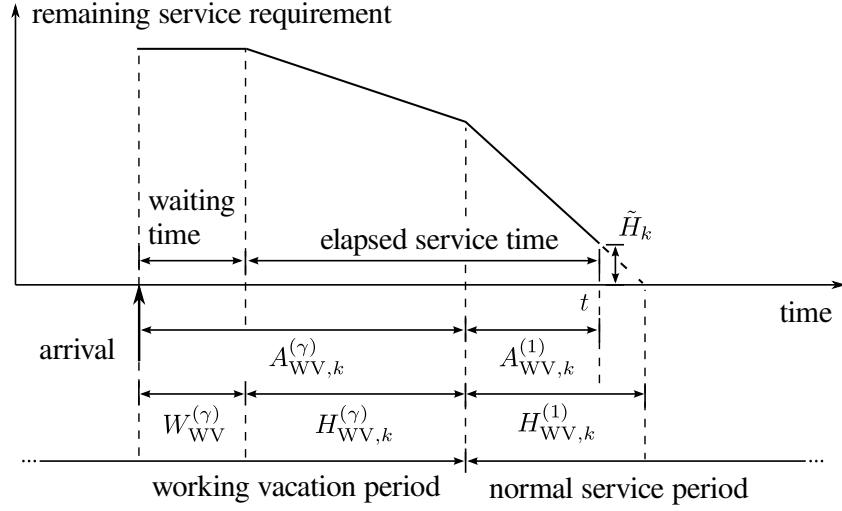 remaining service requirement
waiting
time
elapsed service time
H̃_k
t
time
arrival
A_{WV,k}^{(γ)}
A_{WV,k}^{(1)}
W_{WV}^{(γ)}
H_{WV,k}^{(γ)}
H_{WV,k}^{(1)}
working vacation period
normal service period